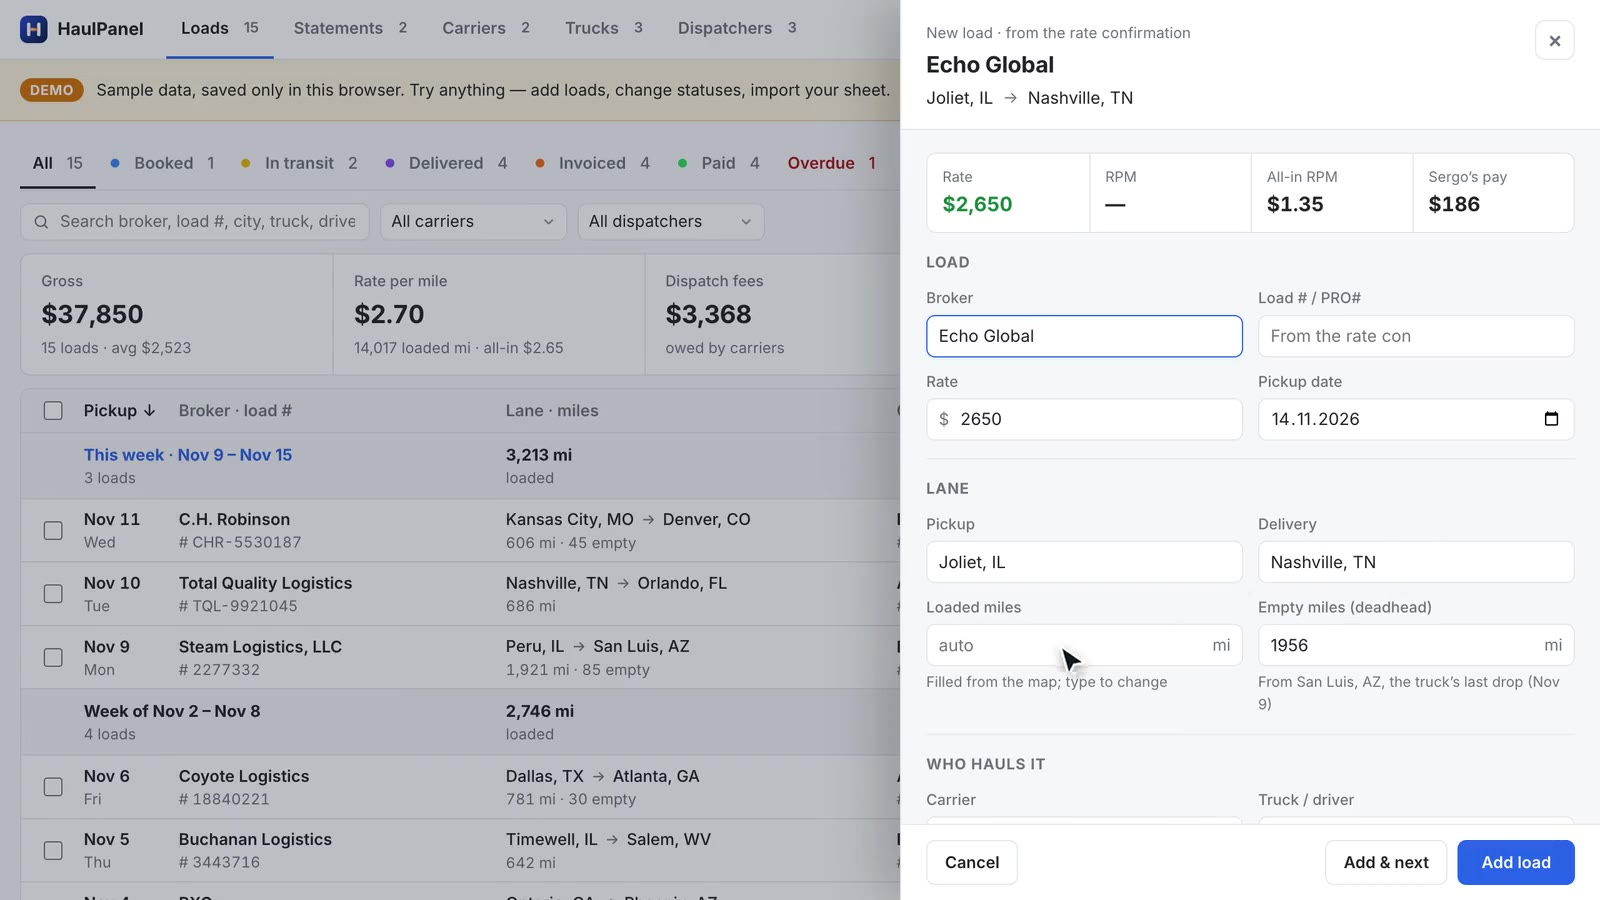 HaulPanel
Loads 15
Statements 2
Carriers 2
Trucks 3
Dispatchers 3
DEMO Sample data, saved only in this browser. Try anything — add loads, change statuses, import your sheet.
All 15
Booked 1
In transit 2
Delivered 4
Invoiced 4
Paid 4
Overdue 1
Search broker, load #, city, truck, drive
All carriers
All dispatchers
Gross
$37,850
15 loads · avg $2,523
Rate per mile
$2.70
14,017 loaded mi · all-in $2.65
Dispatch fees
$3,368
owed by carriers
Pickup ↓ Broker · load # Lane · miles
This week · Nov 9 – Nov 15 3,213 mi
3 loads loaded
Nov 11 C.H. Robinson Kansas City, MO → Denver, CO
Wed # CHR-5530187 606 mi · 45 empty
Nov 10 Total Quality Logistics Nashville, TN → Orlando, FL
Tue # TQL-9921045 686 mi
Nov 9 Steam Logistics, LLC Peru, IL → San Luis, AZ
Mon # 2277332 1,921 mi · 85 empty
Week of Nov 2 – Nov 8 2,746 mi
4 loads loaded
Nov 6 Coyote Logistics Dallas, TX → Atlanta, GA
Fri # 18840221 781 mi · 30 empty
Nov 5 Buchanan Logistics Timewell, IL → Salem, WV
Thu # 3443716 642 mi
New load · from the rate confirmation
Echo Global
Joliet, IL → Nashville, TN
Rate
$2,650
RPM
—
All-in RPM
$1.35
Sergo's pay
$186
LOAD
Broker
Echo Global
Load # / PRO#
From the rate con
Rate
$ 2650
Pickup date
14.11.2026
LANE
Pickup
Joliet, IL
Delivery
Nashville, TN
Loaded miles
auto mi
Filled from the map; type to change
Empty miles (deadhead)
1956 mi
From San Luis, AZ, the truck's last drop (Nov
9)
WHO HAULS IT
Carrier
Truck / driver
Cancel
Add & next
Add load